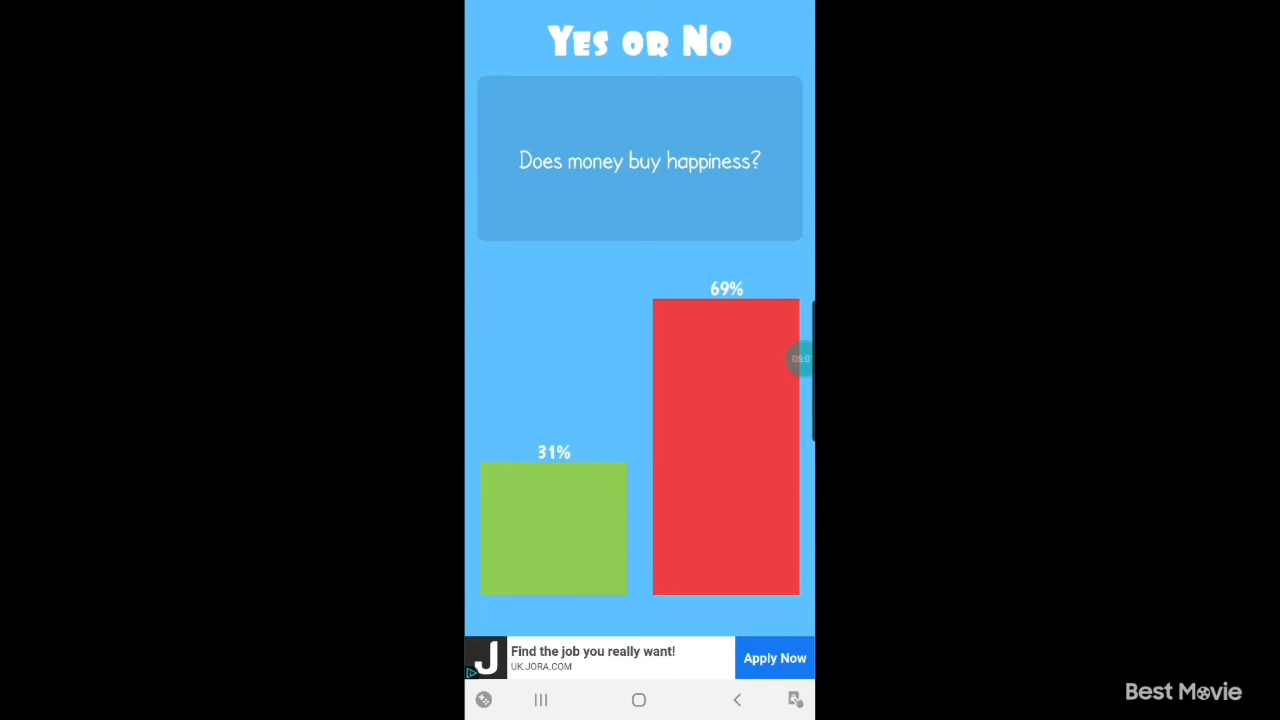 Yes or No
Does money buy happiness?
69%
31%
J
Find the job you really want!
UK.JORA.COM
Apply Now
Best Movie